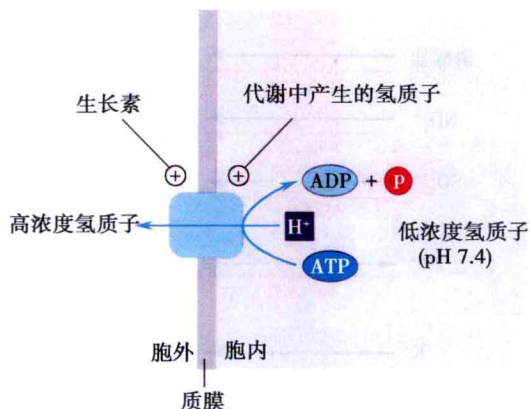 生长素
代谢中产生的氢质子
+
+
ADP + P
高浓度氢质子
H⁺
低浓度氢质子
(pH 7.4)
ATP
胞外
胞内
质膜